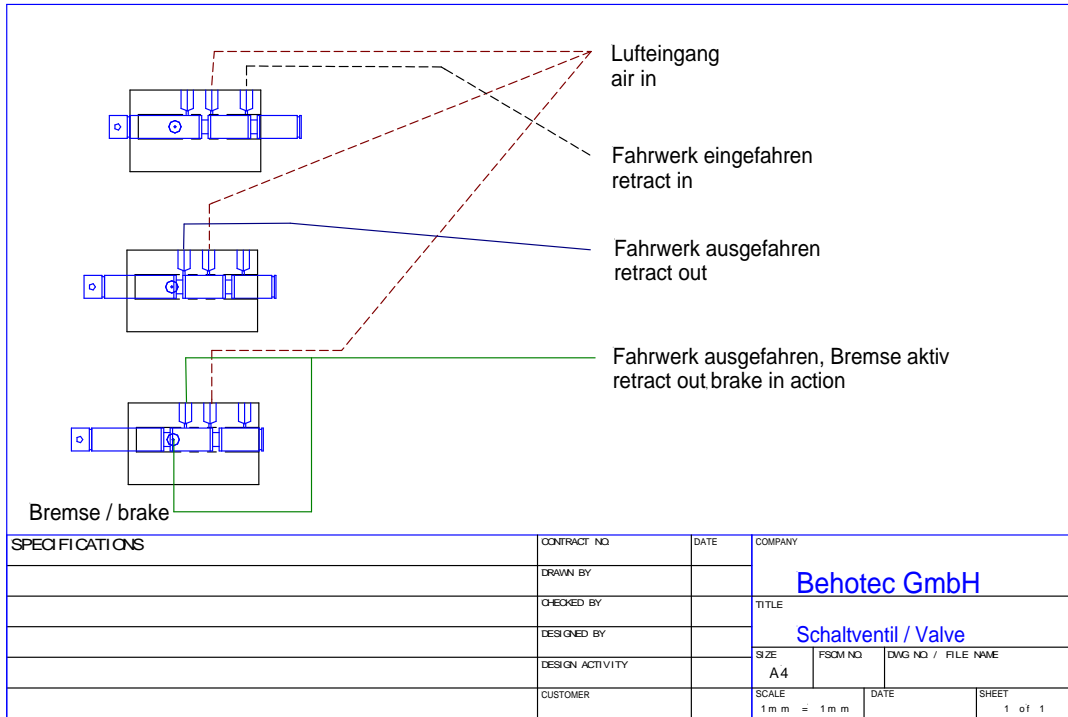 Lufteingang
air in
Fahrwerk eingefahren
retract in
Fahrwerk ausgefahren
retract out
Fahrwerk ausgefahren, Bremse aktiv
retract out,brake in action
Bremse / brake
SPECIFICATIONS
CONTRACT NO.
DATE
COMPANY
Behotec GmbH
DRAWN BY
CHECKED BY
TITLE
Schaltventil / Valve
DESIGNED BY
DESIGN ACTIVITY
SIZE
A4
FSCM NO.
DWG NO. / FILE NAME
CUSTOMER
SCALE
1mm = 1mm
DATE
SHEET
1 of 1